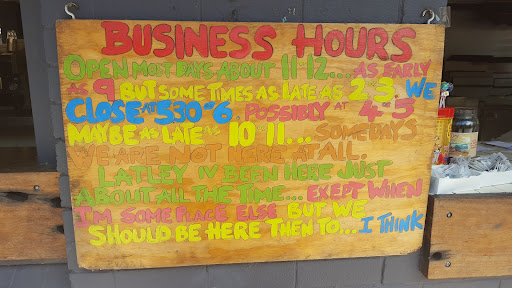 BUSINESS HOURS
OPEN MOST DAYS ABOUT 11 12... AS EARLY
AS 9 BUT SOME TIMES AS LATE AS 2 3. WE
CLOSE AT 530 OR 6. POSSIBLY AT 4 OR 5
MAYBE AS LATE AS 10 OR 11... SOME DAYS
WE ARE NOT HERE AT ALL.
LATLEY IV BEEN HERE JUST
ABOUT ALL THE TIME... EXEPT WHEN
I'M SOME PLACE ELSE BUT WE
SHOULD BE HERE THEN TO... I THINK